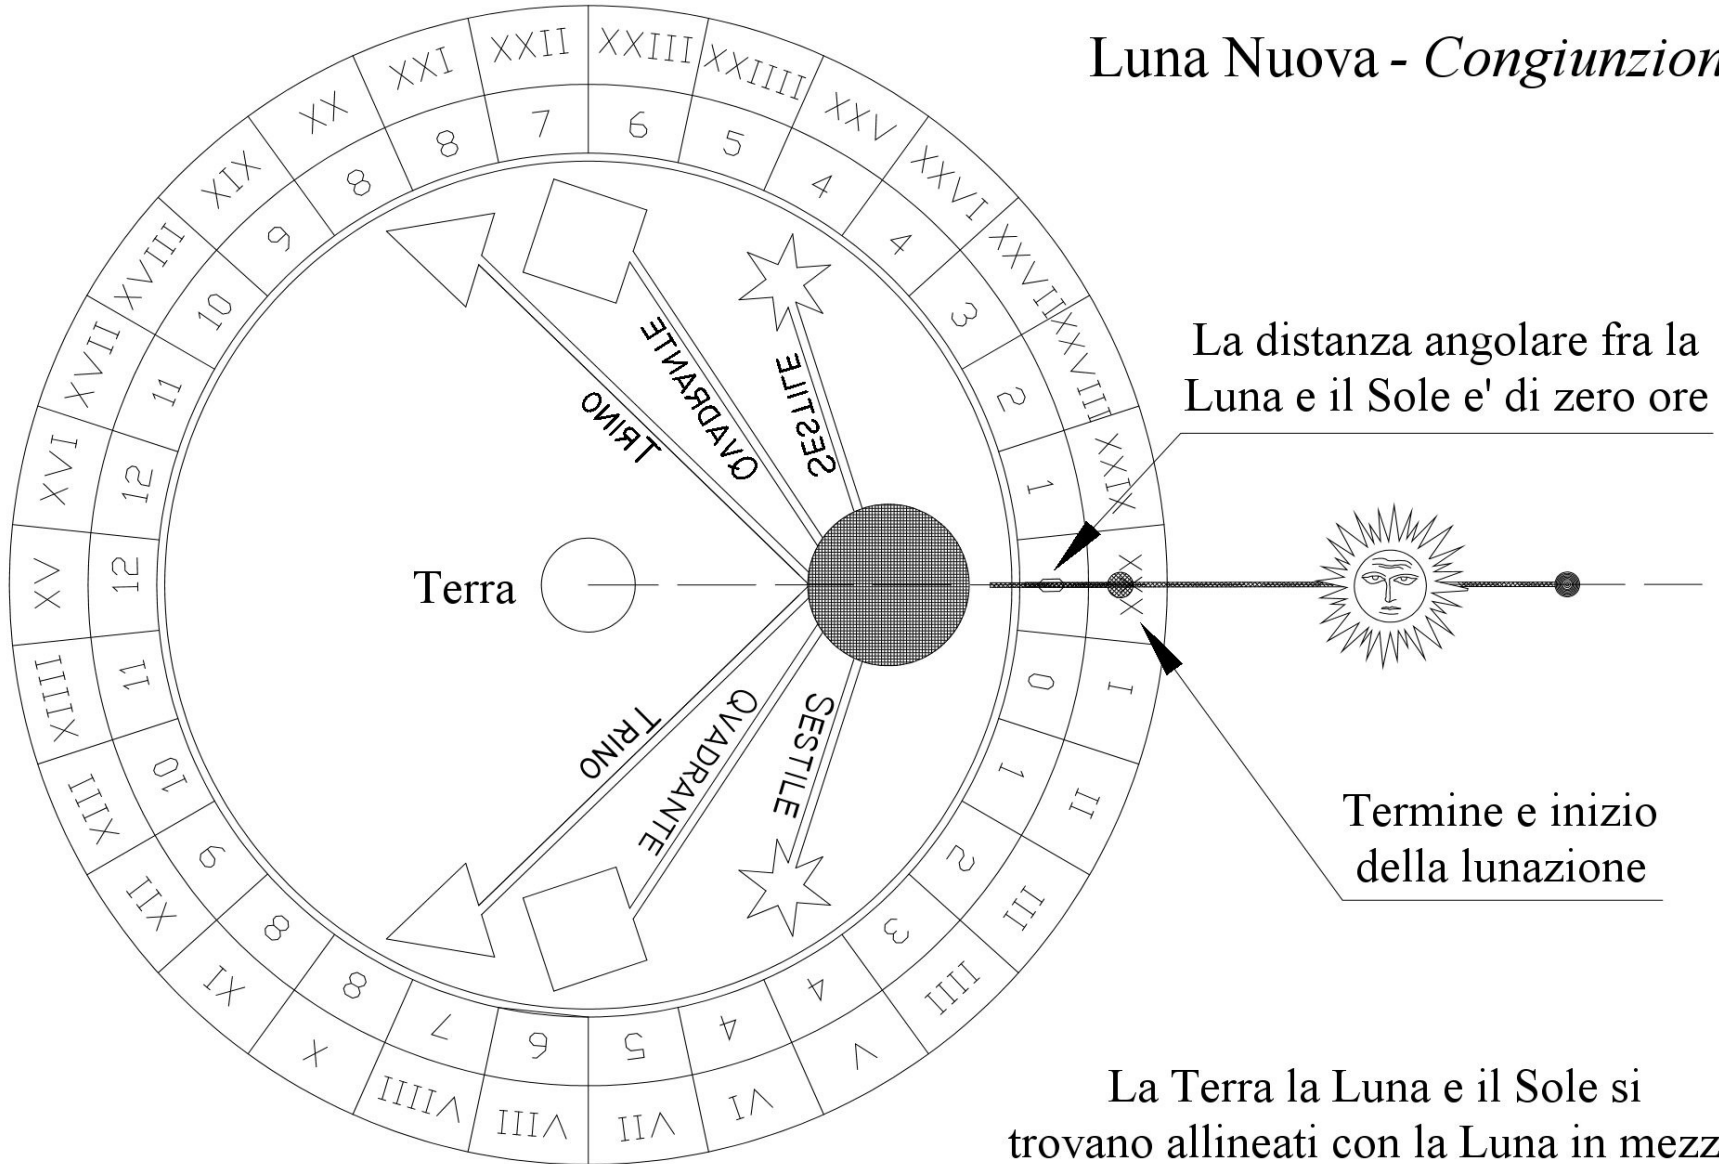 Luna Nuova - Congiunzion
I II III IIII V VI VII VIII VIIII X XI XII XIII XIIII XV XVI XVII XVIII XIX XX XXI XXII XXIII XXIIII XXV XXVI XXVII XXVIII XXIX XXX
0 1 2 3 4 4 5 6 7 8 8 9 10 11 12 12 11 10 9 8 8 7 6 5 4 4 3 2 1 0
TRINO
QVADRANTE
SESTILE
La distanza angolare fra la
Luna e il Sole e' di zero ore
Terra
TRINO
QVADRANTE
SESTILE
Termine e inizio
della lunazione
La Terra la Luna e il Sole si
trovano allineati con la Luna in mezz